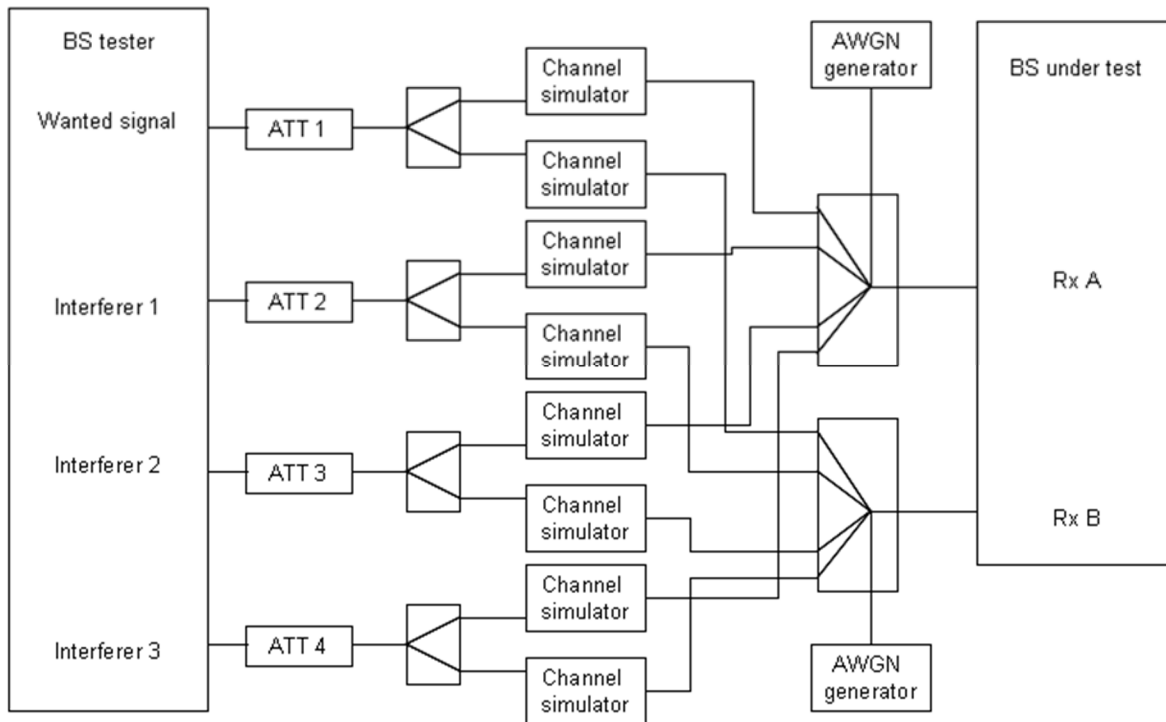 BS tester
Wanted signal
Interferer 1
Interferer 2
Interferer 3
ATT 1
ATT 2
ATT 3
ATT 4
Channel
simulator
Channel
simulator
Channel
simulator
Channel
simulator
Channel
simulator
Channel
simulator
Channel
simulator
Channel
simulator
AWGN
generator
AWGN
generator
BS under test
Rx A
Rx B